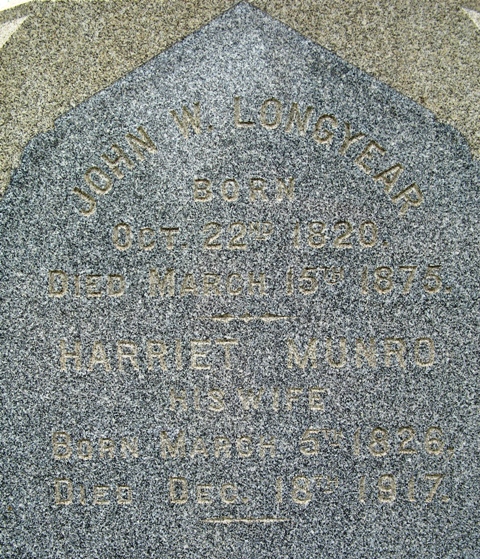 JOHN W. LONGYEAR
BORN
OCT. 22ND 1820.
DIED MARCH 15TH 1875.
HARRIET MUNRO
HIS WIFE
BORN MARCH 5TH 1826.
DIED DEC. 18TH 1917.